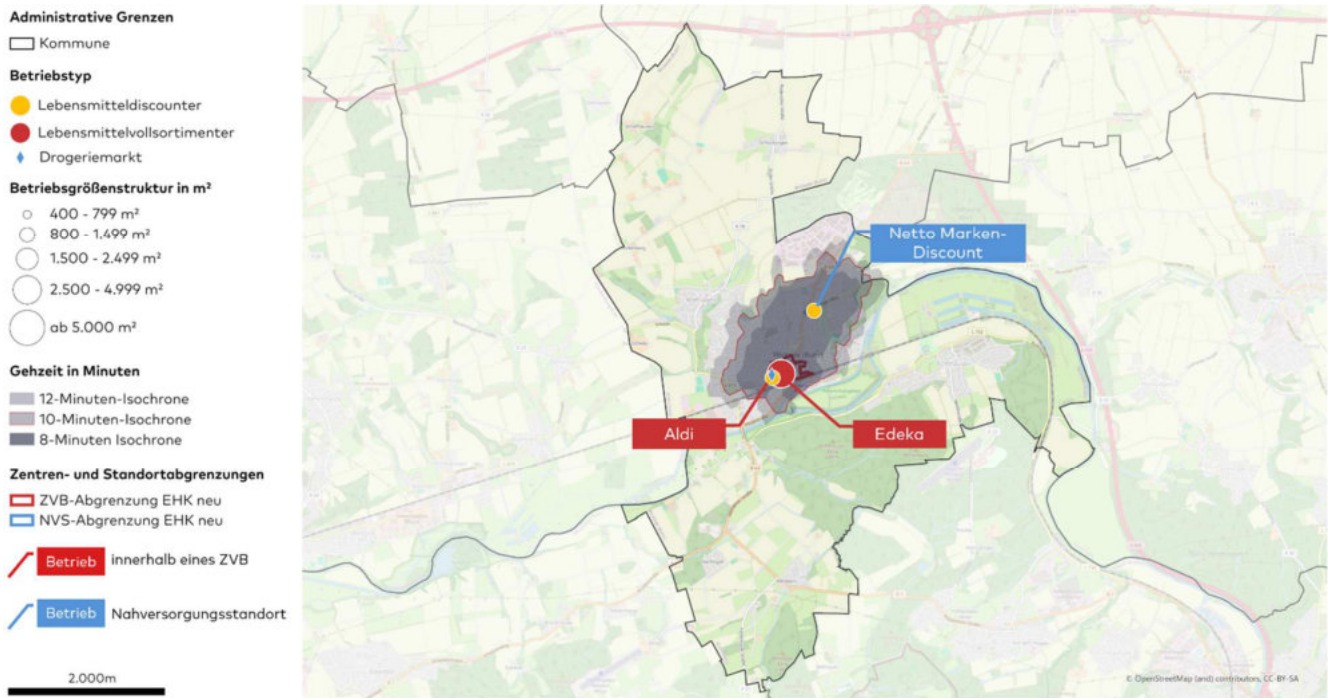 Administrative Grenzen
Kommune
Betriebstyp
Lebensmitteldiscounter
Lebensmittelvollsortimenter
Drogeriemarkt
Betriebsgrößenstruktur in m²
400 - 799 m²
800 - 1.499 m²
1.500 - 2.499 m²
2.500 - 4.999 m²
ab 5.000 m²
Gehzeit in Minuten
12-Minuten-Isochrone
10-Minuten-Isochrone
8-Minuten Isochrone
Zentren- und Standortabgrenzungen
ZVB-Abgrenzung EHK neu
NVS-Abgrenzung EHK neu
Betrieb innerhalb eines ZVB
Betrieb Nahversorgungsstandort
2.000m
Netto Marken-
Discount
Aldi
Edeka
© OpenStreetMap (and) contributors, CC-BY-SA